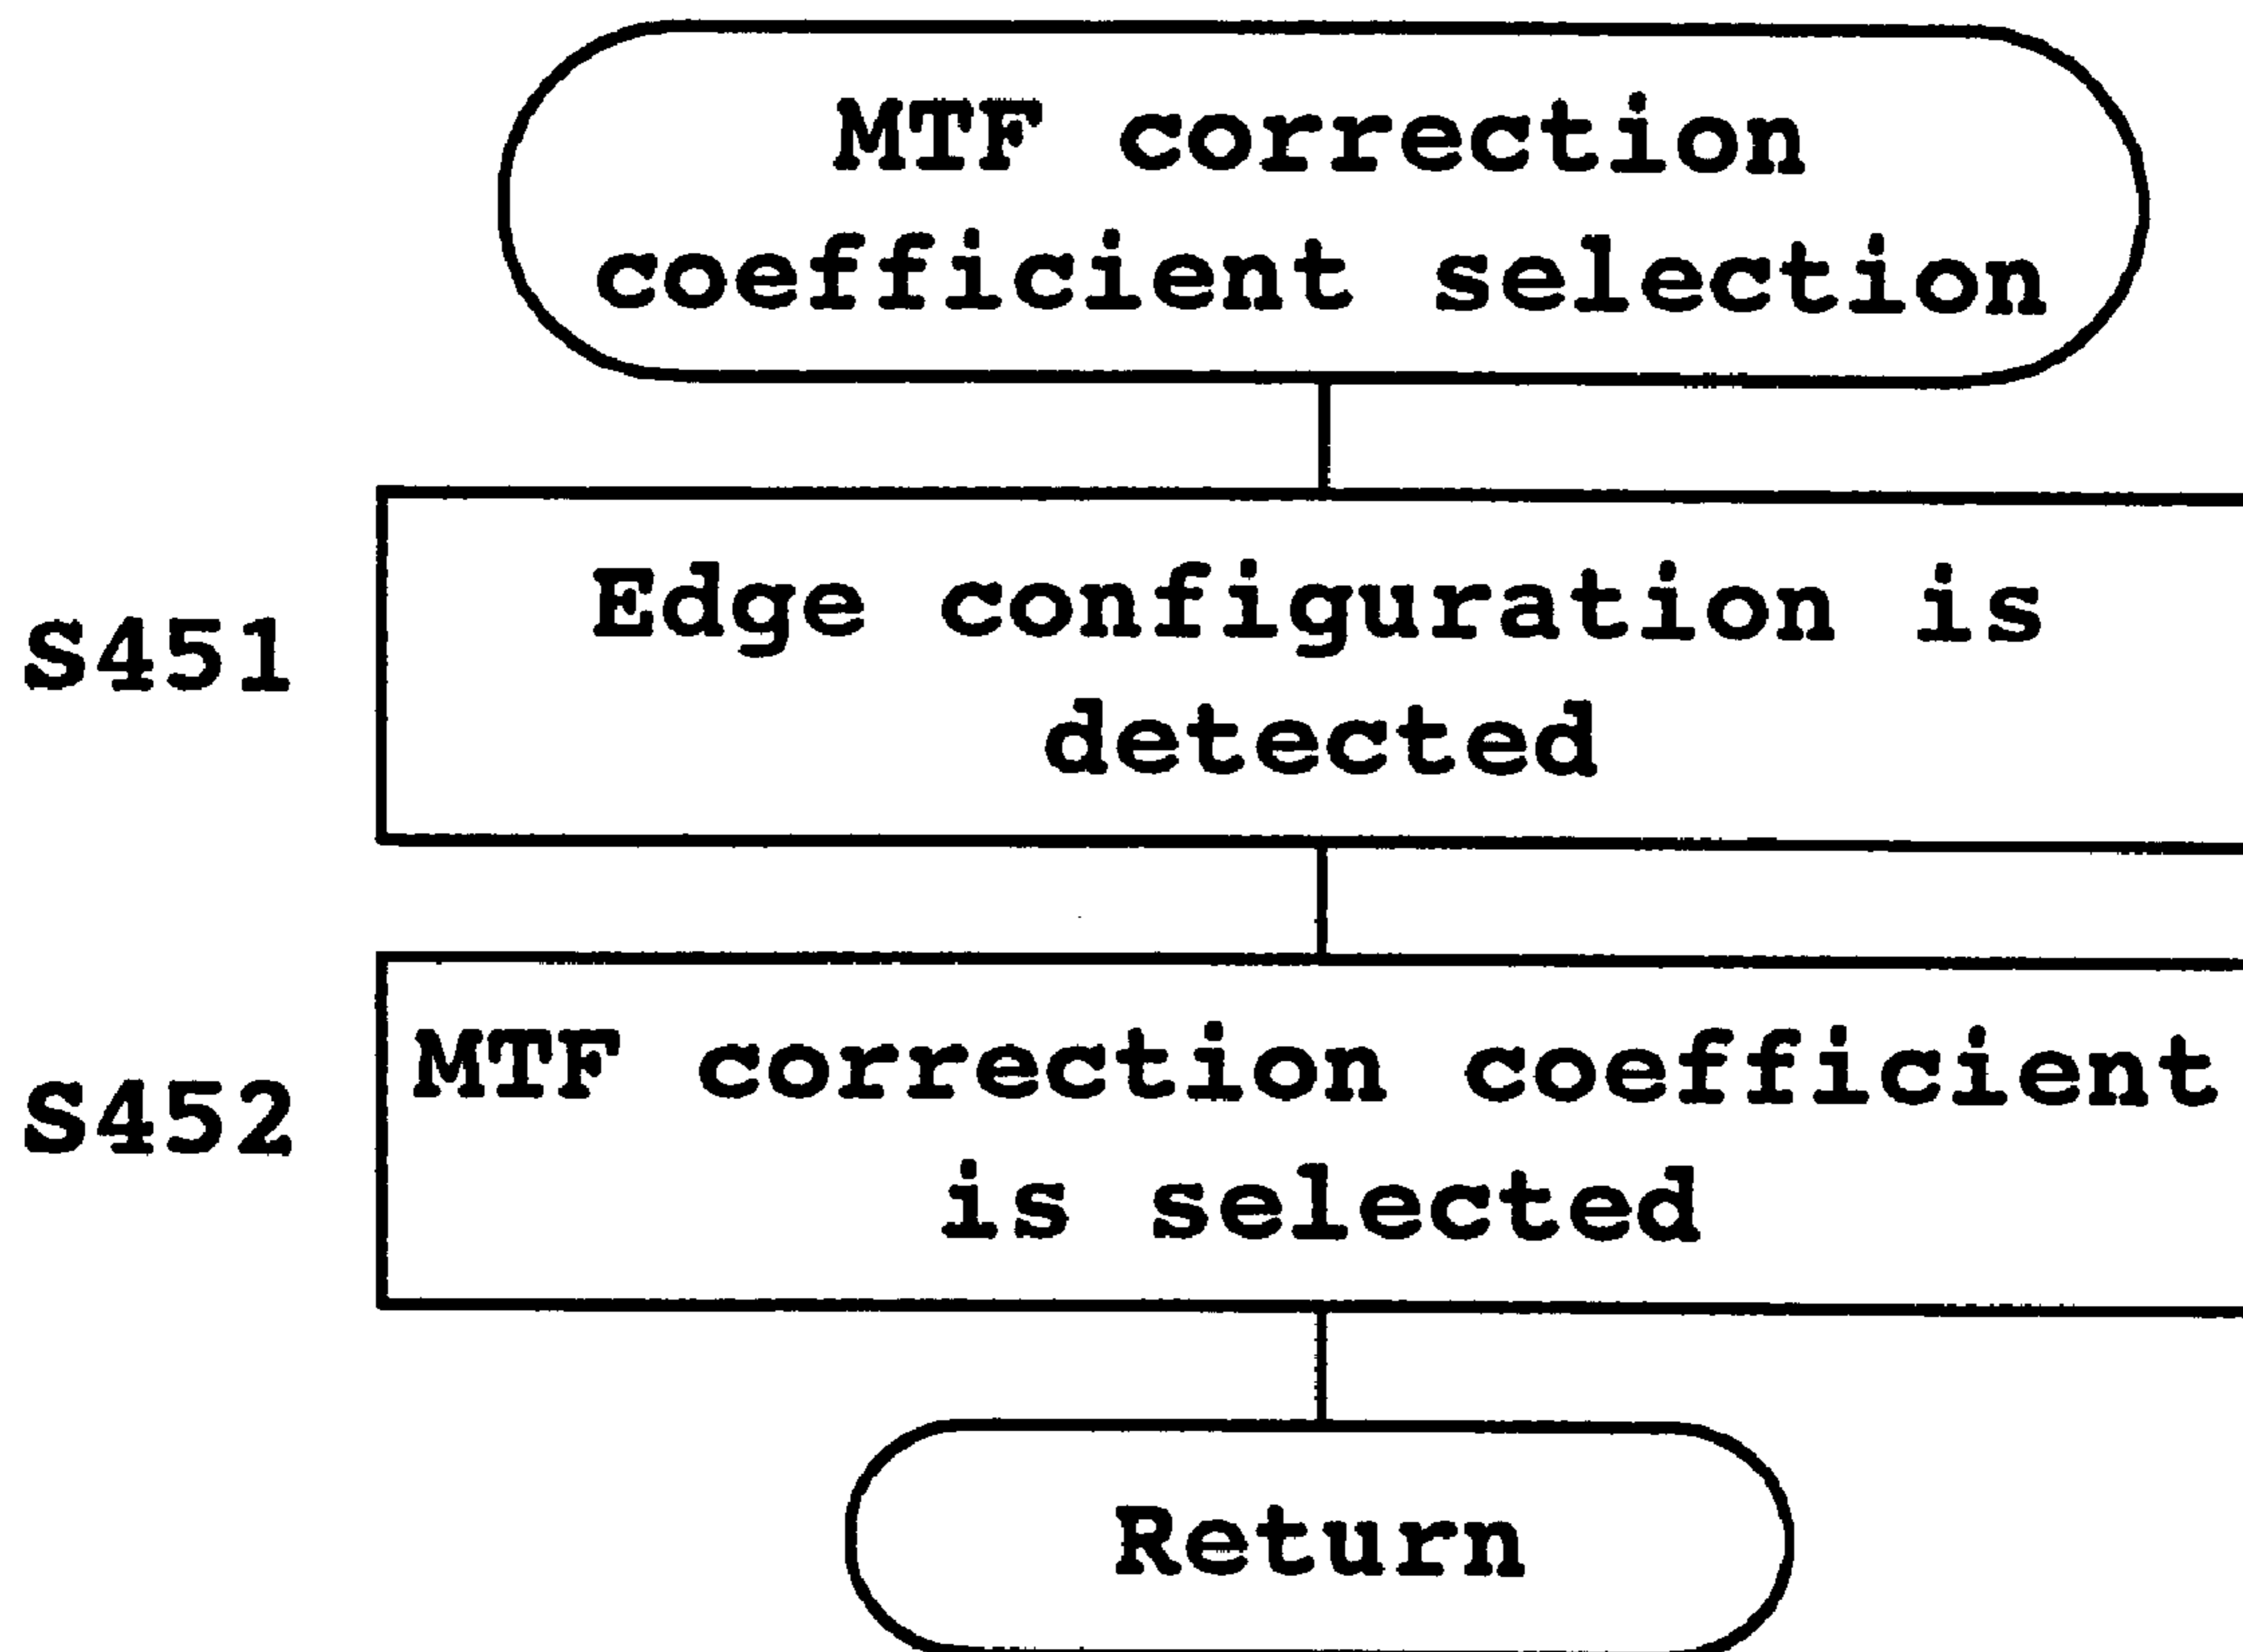 MTF correction
coefficient selection
S451
Edge configuration is
detected
S452
MTF correction coefficient
is selected
Return